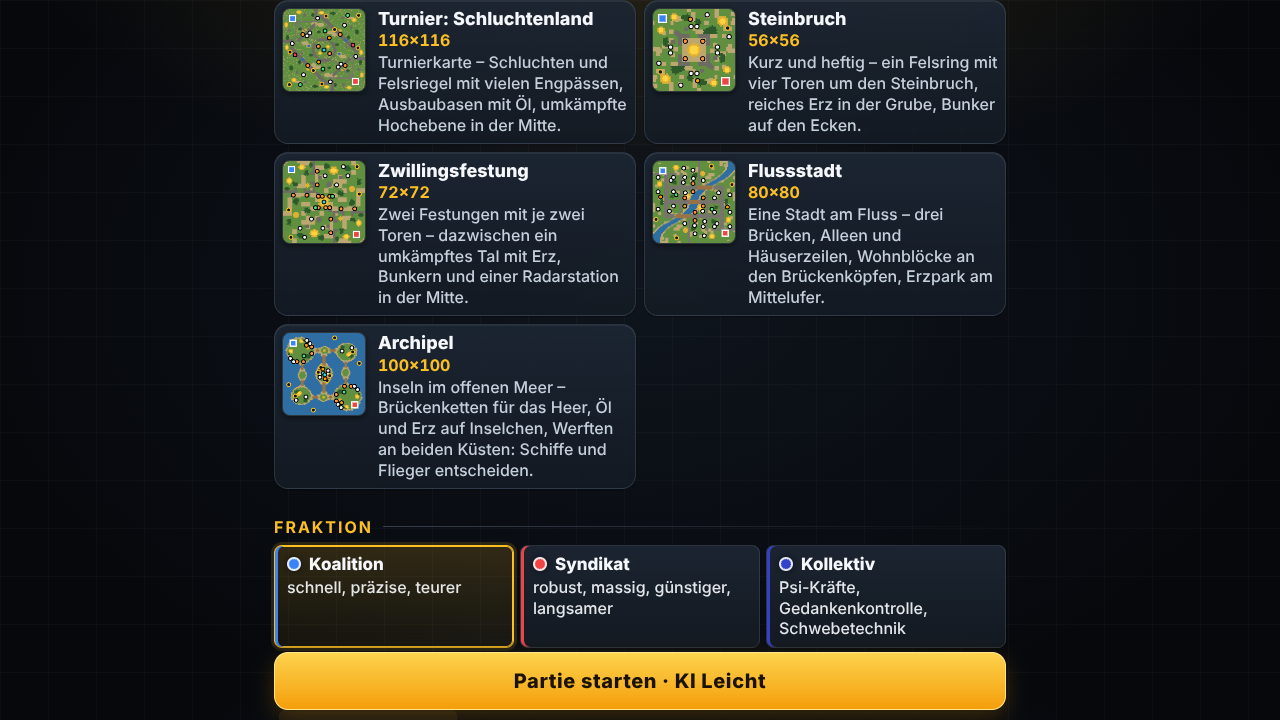 Turnier: Schluchtenland
116×116
Turnierkarte – Schluchten und
Felsriegel mit vielen Engpässen,
Ausbaubasen mit Öl, umkämpfte
Hochebene in der Mitte.
Steinbruch
56×56
Kurz und heftig – ein Felsring mit
vier Toren um den Steinbruch,
reiches Erz in der Grube, Bunker
auf den Ecken.
Zwillingsfestung
72×72
Zwei Festungen mit je zwei
Toren – dazwischen ein
umkämpftes Tal mit Erz,
Bunkern und einer Radarstation
in der Mitte.
Flussstadt
80×80
Eine Stadt am Fluss – drei
Brücken, Alleen und
Häuserzeilen, Wohnblöcke an
den Brückenköpfen, Erzpark am
Mittelufer.
Archipel
100×100
Inseln im offenen Meer –
Brückenketten für das Heer, Öl
und Erz auf Inselchen, Werften
an beiden Küsten: Schiffe und
Flieger entscheiden.
FRAKTION
Koalition
schnell, präzise, teurer
Syndikat
robust, massig, günstiger,
langsamer
Kollektiv
Psi-Kräfte,
Gedankenkontrolle,
Schwebetechnik
Partie starten · KI Leicht